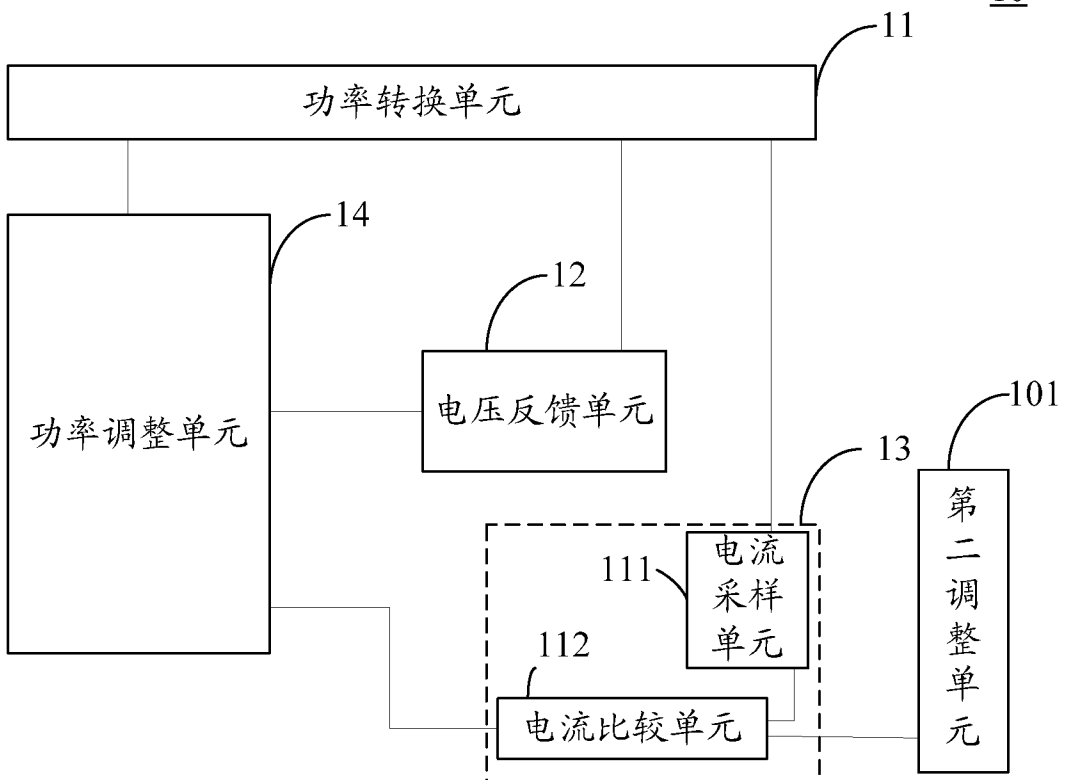 11
功率转换单元
14
12
功率调整单元
电压反馈单元
101
13
第二调整单元
111
电流
采样
单元
112
电流比较单元